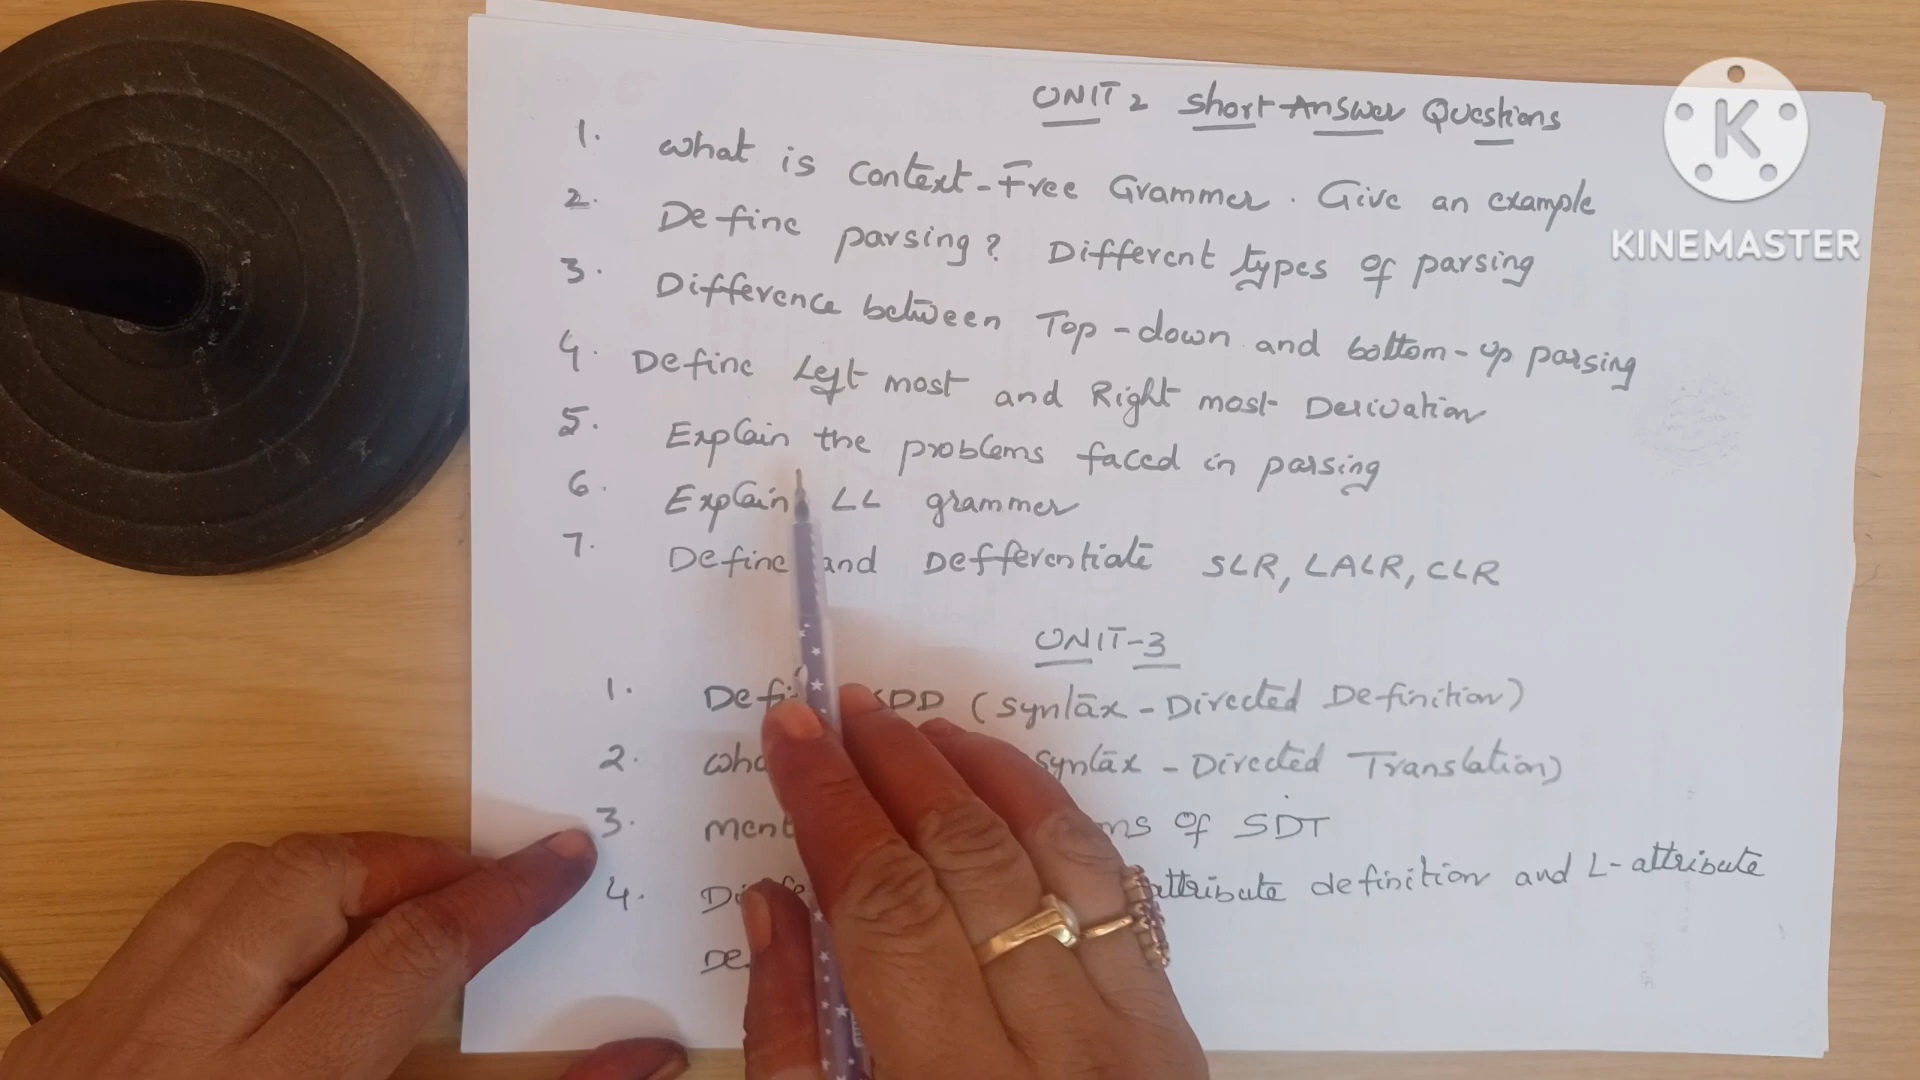 UNIT 2 Short Answer Questions
1. what is Context-Free Grammer. Give an example
2. Define parsing? Different types of parsing
3. Difference between Top-down and bottom-up parsing
4. Define Left most and Right most Derivation
5. Explain the problems faced in parsing
6. Explain LL grammer
7. Define and Defferentiate SLR, LALR, CLR
UNIT-3
1. SDD (Syntax-Directed Definition)
2. Syntax-Directed Translation)
3. of SDT
4. attribute definition and L-attribute
K
KINEMASTER